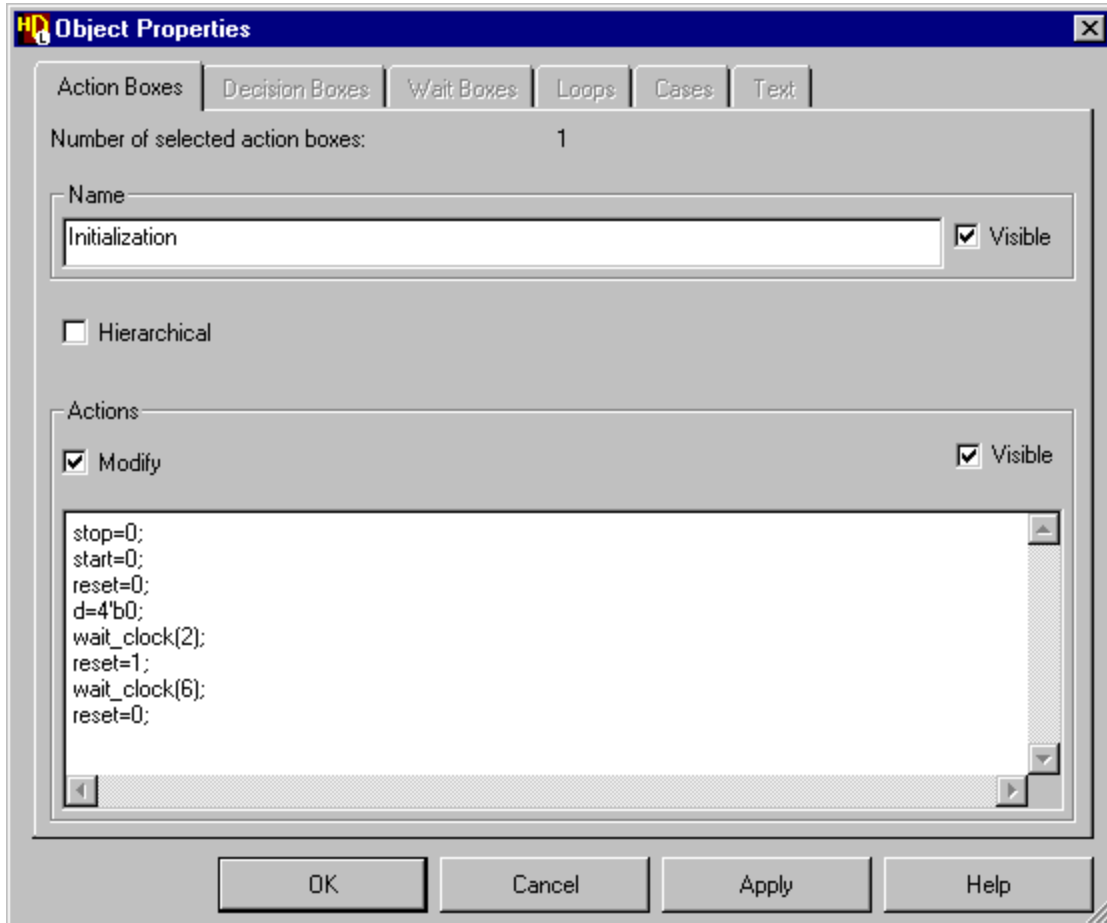 HDL Object Properties
Action Boxes Decision Boxes Wait Boxes Loops Cases Text
Number of selected action boxes: 1
Name
Initialization Visible
Hierarchical
Actions
Modify Visible
stop=0;
start=0;
reset=0;
d=4'b0;
wait_clock(2);
reset=1;
wait_clock(6);
reset=0;
OK Cancel Apply Help